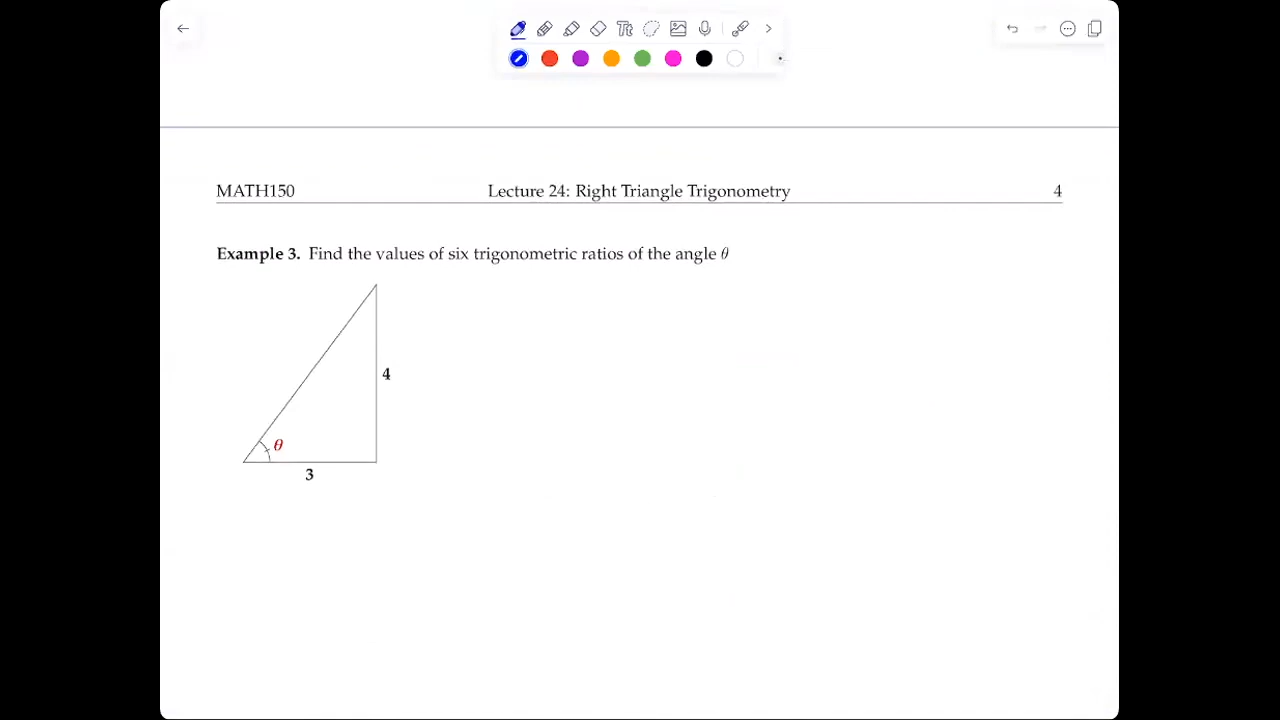 Tt
MATH150 Lecture 24: Right Triangle Trigonometry 4
Example 3. Find the values of six trigonometric ratios of the angle θ
4
θ
3